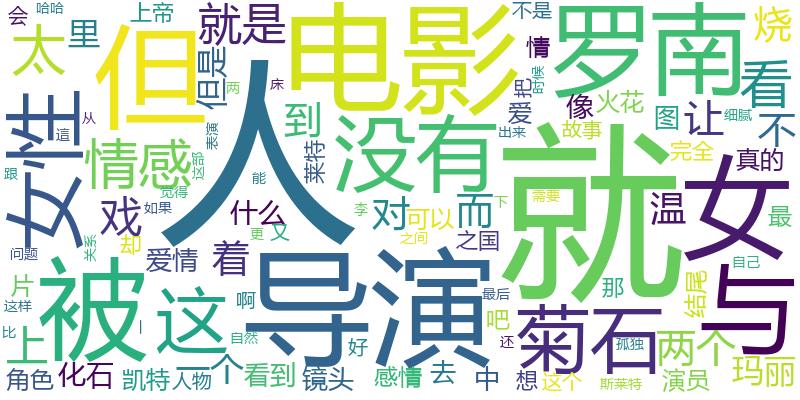 会
哈哈
上帝
就是
电影
罗南
不是
烧
太
里
但
但是
两
床
情
把
时候
看
女性
从
這
情感
表演
这部
人
到
莱特
没有
爱
出来
像
火花
故事
图
让
细腻
不
就
完全
真的
女
跟
觉得
能
戏
如果
什么
李
对
可以
而
下
需要
温
最
问题
关系
却
爱情
着
更
又
之间
之国
与
被
这
导演
片
这样
上
比
一
一个
自然
啊
好
最后
吧
还
菊石
那
孤独
两个
结尾
自己
玛丽
角色
化石
凯特
人物
看到
镜头
感情
去
中
想
这个
斯莱特
演员